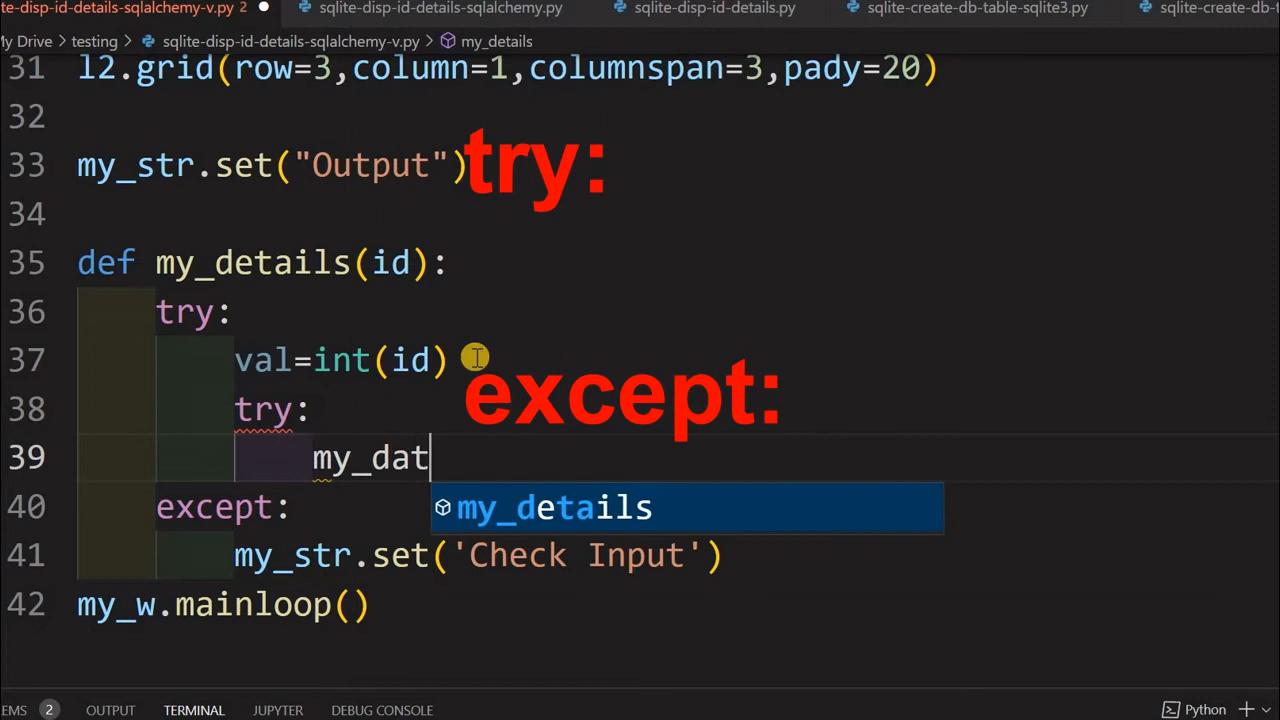 te-disp-id-details-sqlalchemy-v.py 2 sqlite-disp-id-details-sqlalchemy.py sqlite-disp-id-details.py sqlite-create-db-table-sqlite3.py sqlite-create-db-t
My Drive > testing > sqlite-disp-id-details-sqlalchemy-v.py > my_details
31 l2.grid(row=3,column=1,columnspan=3,pady=20)
32
33 my_str.set("Output")
try:
34
35 def my_details(id):
36 try:
37 val=int(id)
except:
38 try:
39 my_dat
my_details
40 except:
41 my_str.set('Check Input')
42 my_w.mainloop()
EMS 2 OUTPUT TERMINAL JUPYTER DEBUG CONSOLE Python